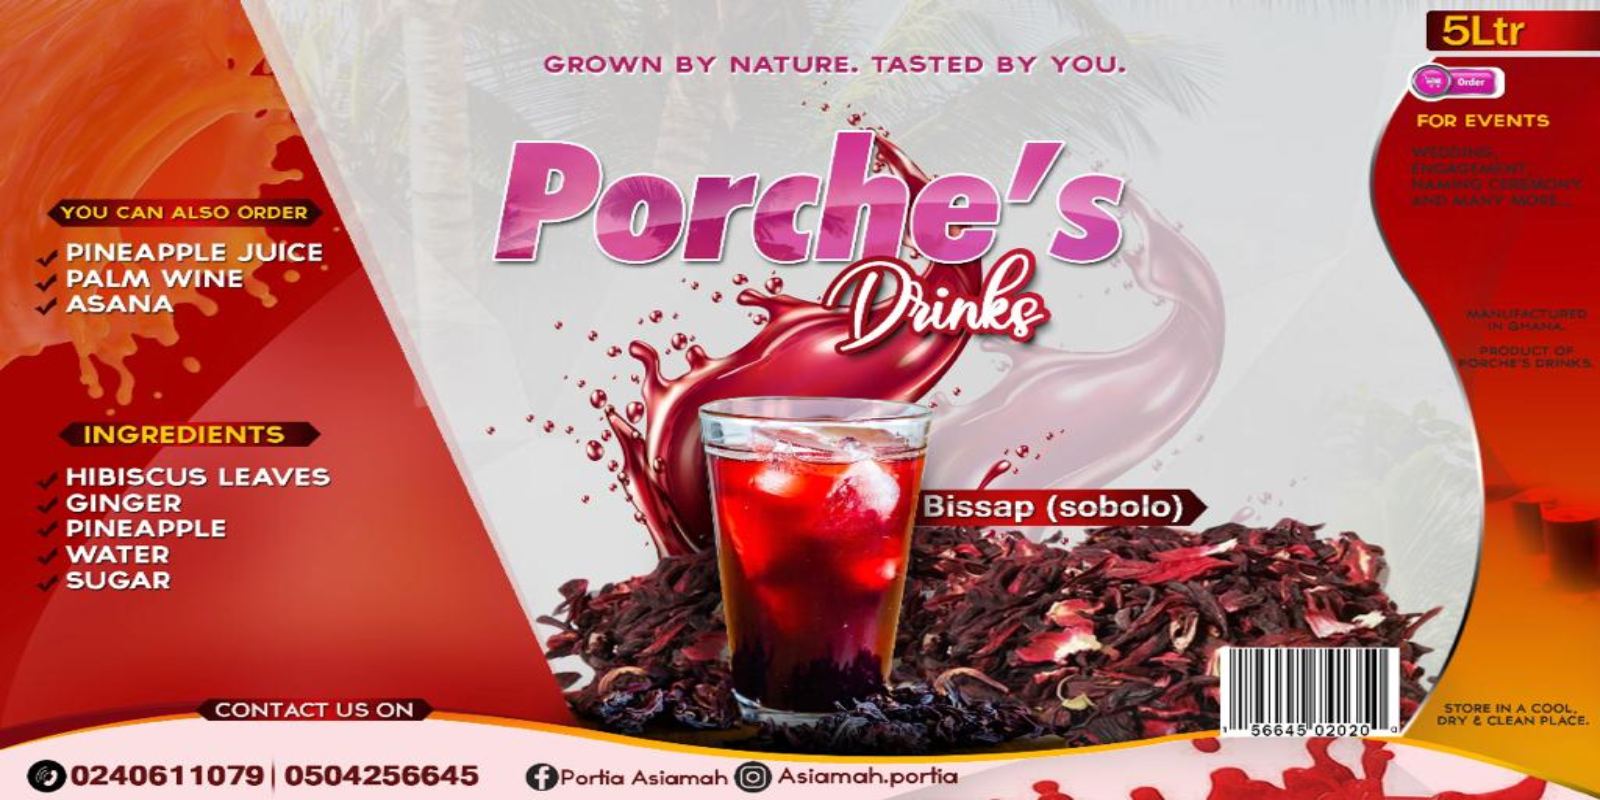 GROWN BY NATURE. TASTED BY YOU.
Porche's
Drinks
Bissap (sobolo)
YOU CAN ALSO ORDER
PINEAPPLE JUICE
PALM WINE
ASANA
INGREDIENTS
HIBISCUS LEAVES
GINGER
PINEAPPLE
WATER
SUGAR
CONTACT US ON
0240611079 | 0504256645
Portia Asiamah
Asiamah.portia
5Ltr
Order
FOR EVENTS
WEDDING,
ENGAGEMENT,
NAMING CEREMONY
AND MANY MORE...
MANUFACTURED
IN GHANA.
PRODUCT OF
PORCHE'S DRINKS.
1 56645 02020 0
STORE IN A COOL,
DRY & CLEAN PLACE.